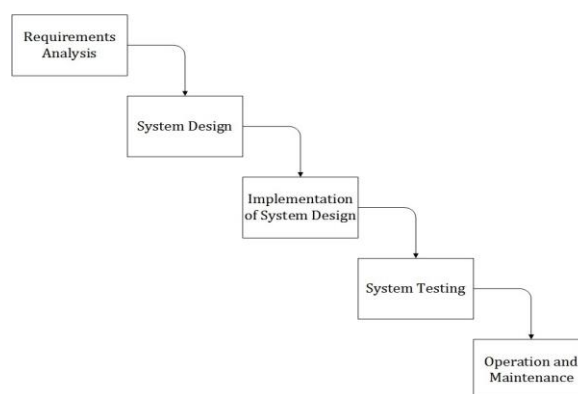 Requirements
Analysis
System Design
Implementation
of System Design
System Testing
Operation and
Maintenance